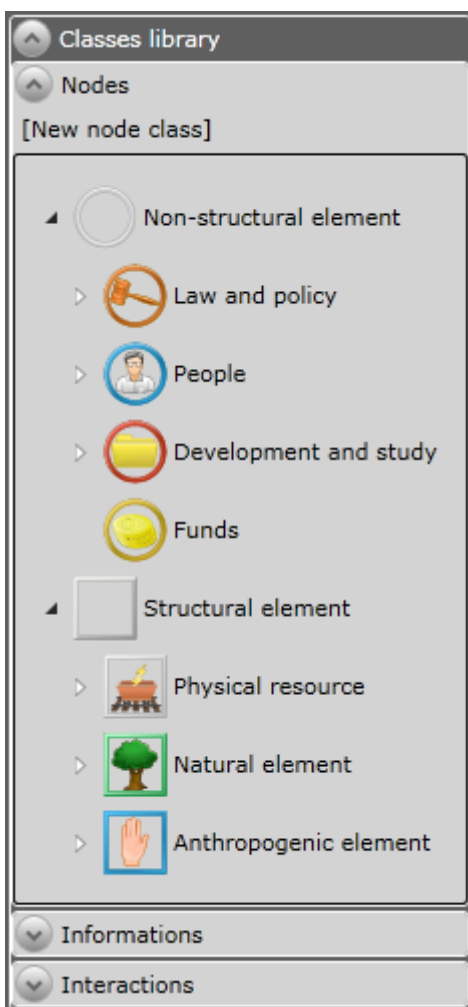 Classes library
Nodes
[New node class]
Non-structural element
Law and policy
People
Development and study
Funds
Structural element
Physical resource
Natural element
Anthropogenic element
Informations
Interactions